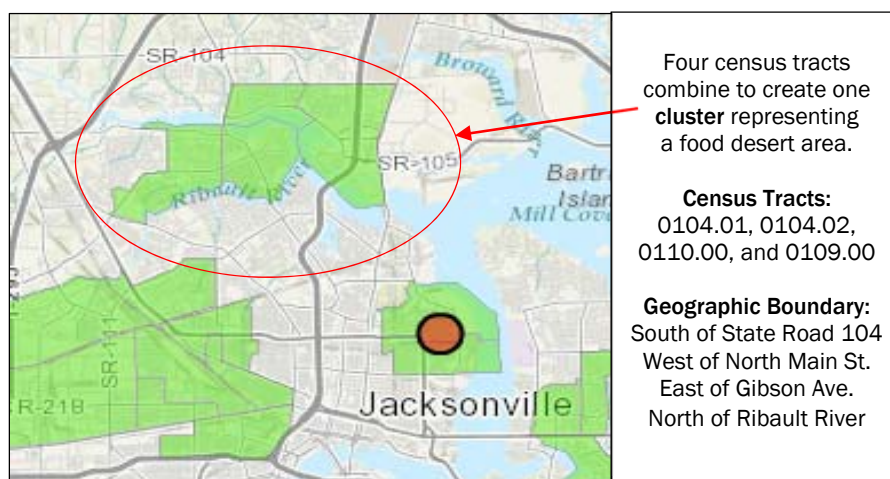 SR-104
Broward River
SR-105
Bartr
Island
Mill Cove
Ribault River
SR-111
R-21B
Jacksonville
Four census tracts
combine to create one
cluster representing
a food desert area.
Census Tracts:
0104.01, 0104.02,
0110.00, and 0109.00
Geographic Boundary:
South of State Road 104
West of North Main St.
East of Gibson Ave.
North of Ribault River